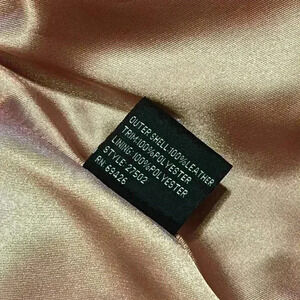 OUTER SHELL:100%LEATHER
TRIM:100%POLYESTER
LINING:100%POLYESTER
STYLE: 27502
RN: 69426